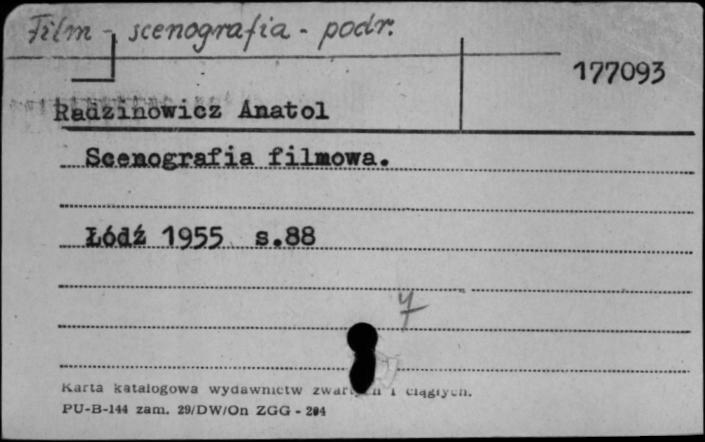 Film - scenografia - podr.
177093
Radzinowicz Anatol
Scenografia filmowa.
Łódź 1955 s.88
7
Karta katalogowa wydawnictw i ciągłych.
PU-B-144 zam. 29/DW/On ZGG - 204